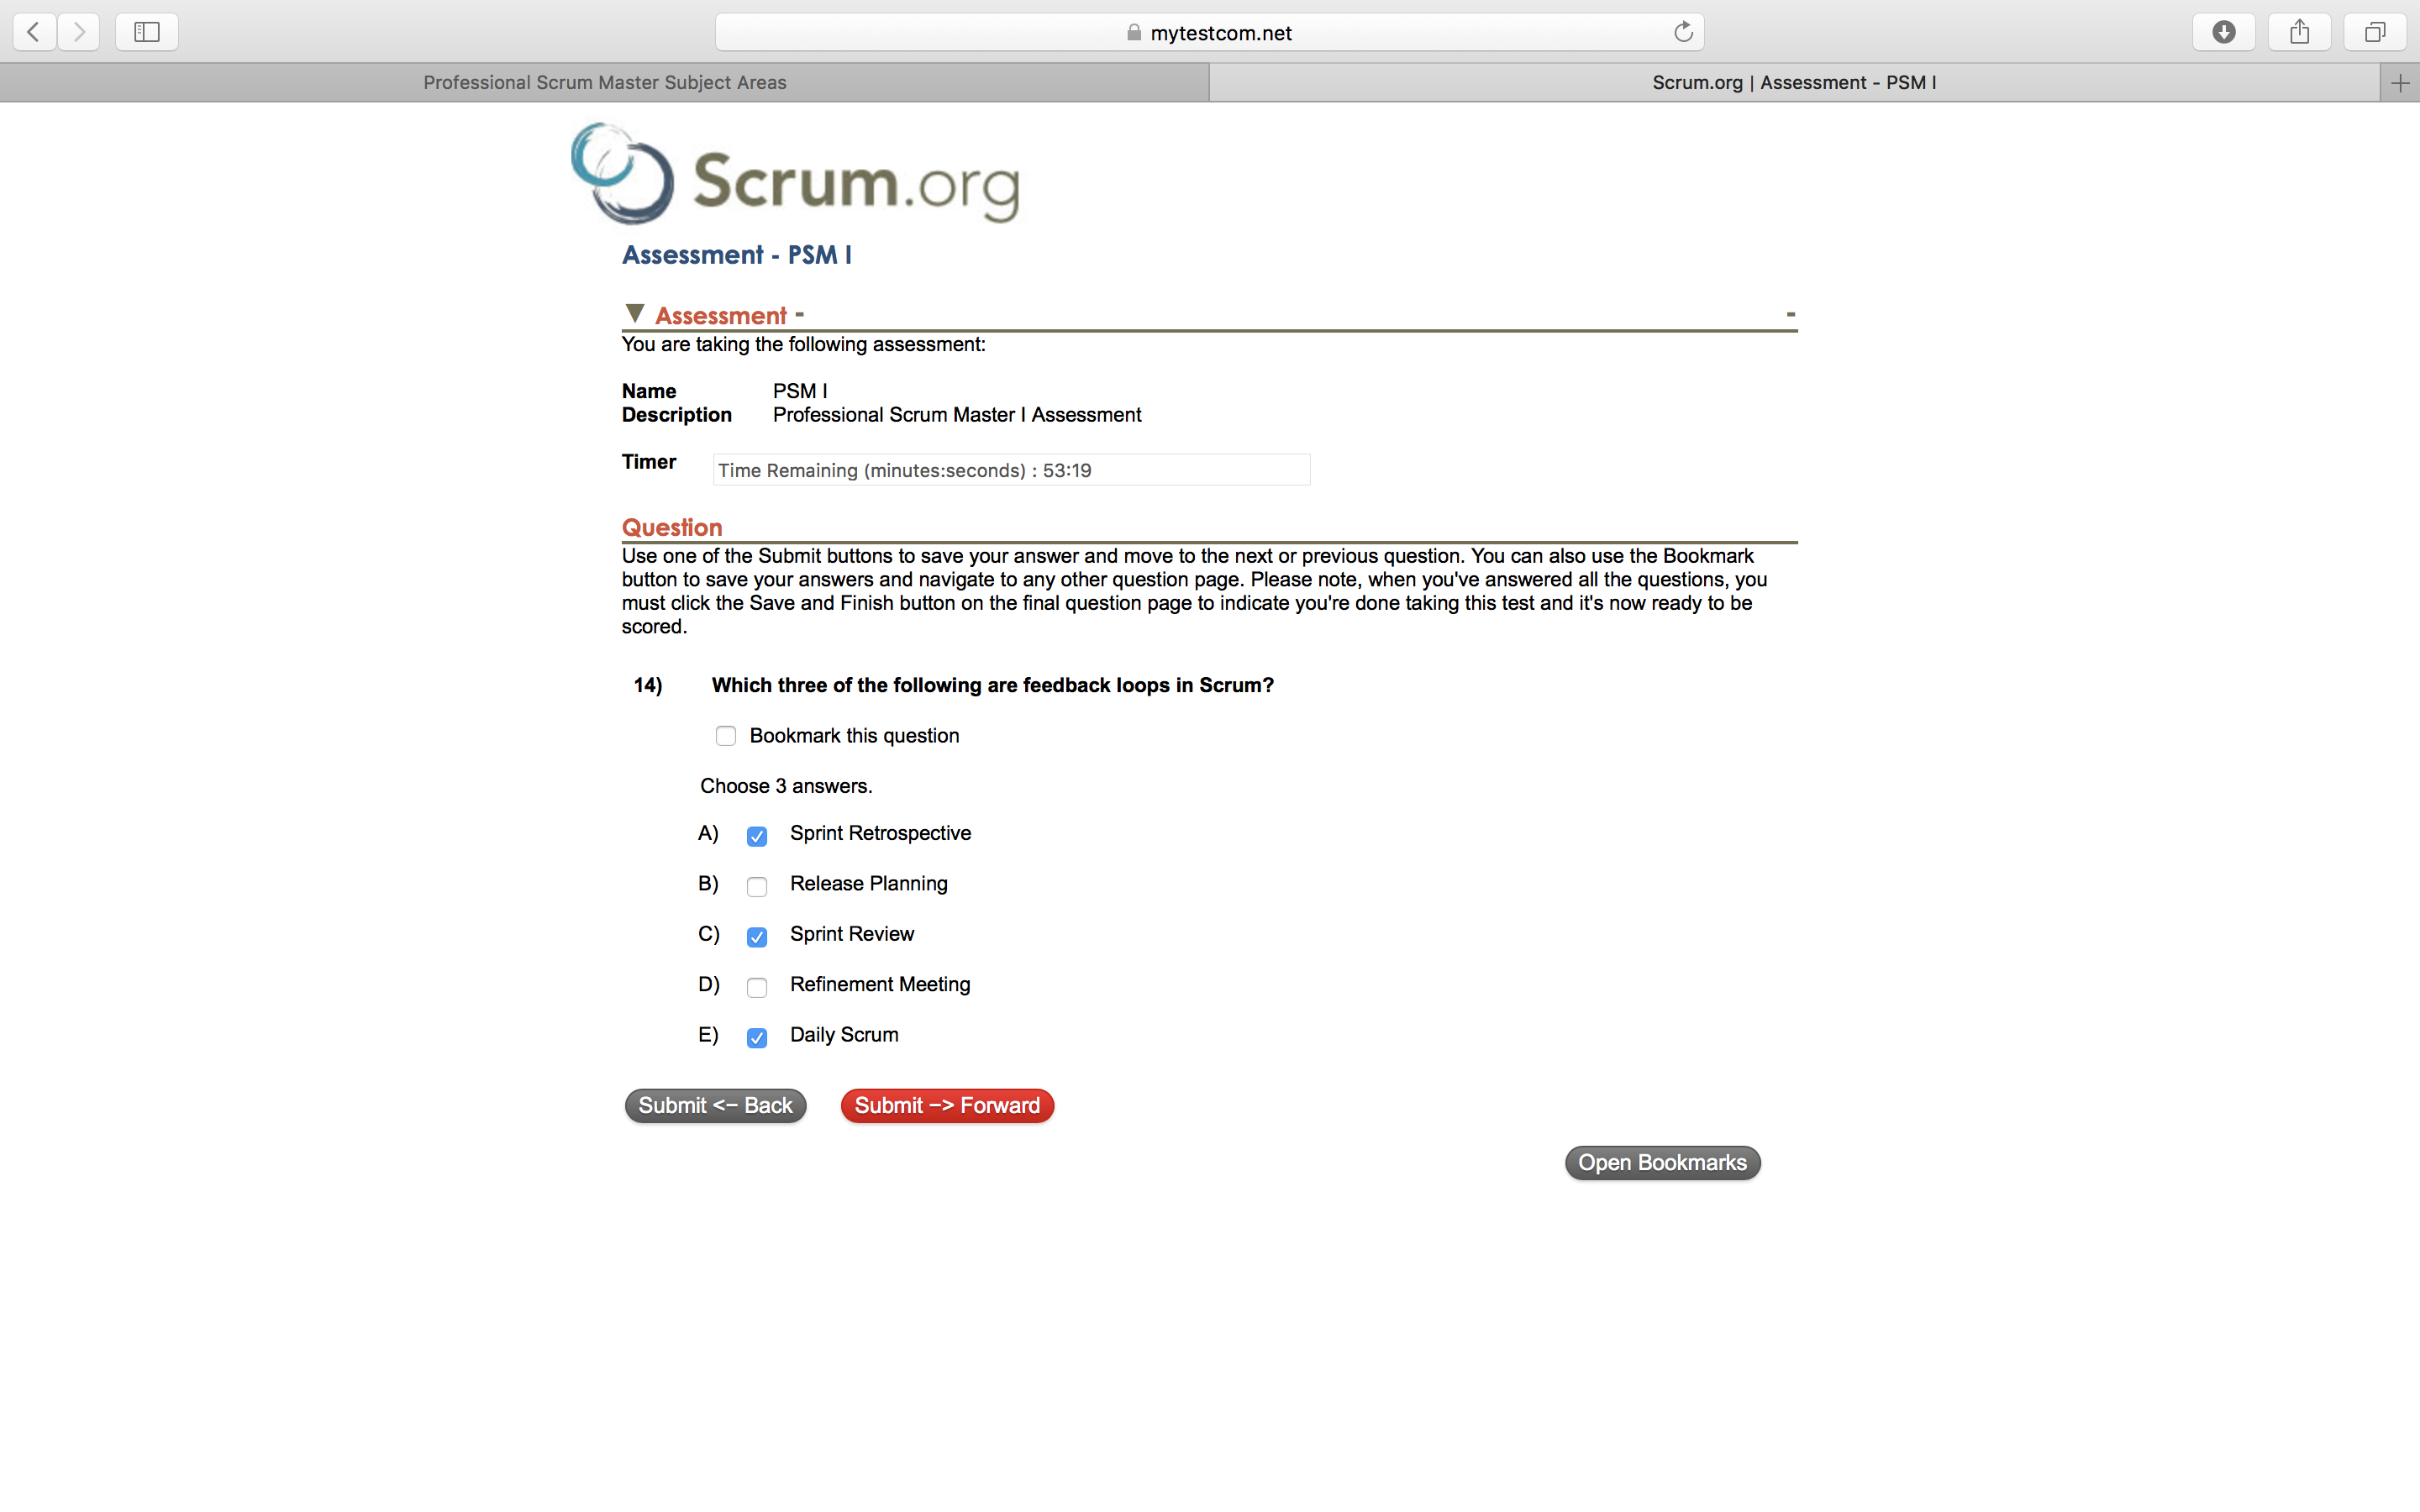 mytestcom.net
Professional Scrum Master Subject Areas
Scrum.org | Assessment - PSM I
Scrum.org
Assessment - PSM I
Assessment -
-
You are taking the following assessment:
Name PSM I
Description Professional Scrum Master I Assessment
Timer Time Remaining (minutes:seconds) : 53:19
Question
Use one of the Submit buttons to save your answer and move to the next or previous question. You can also use the Bookmark
button to save your answers and navigate to any other question page. Please note, when you've answered all the questions, you
must click the Save and Finish button on the final question page to indicate you're done taking this test and it's now ready to be
scored.
14) Which three of the following are feedback loops in Scrum?
Bookmark this question
Choose 3 answers.
A) Sprint Retrospective
B) Release Planning
C) Sprint Review
D) Refinement Meeting
E) Daily Scrum
Submit <- Back Submit -> Forward
Open Bookmarks